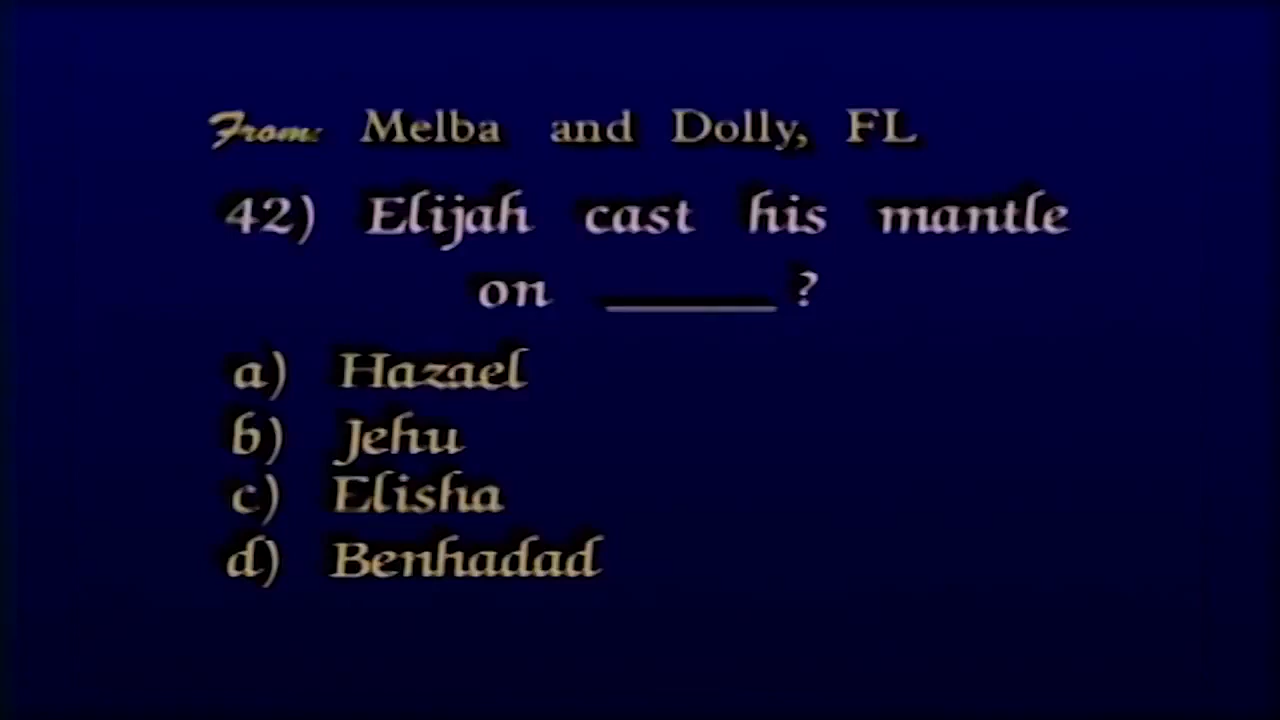 From: Melba and Dolly, FL
42) Elijah cast his mantle
on ______ ?
a) Hazael
b) Jehu
c) Elisha
d) Benhadad